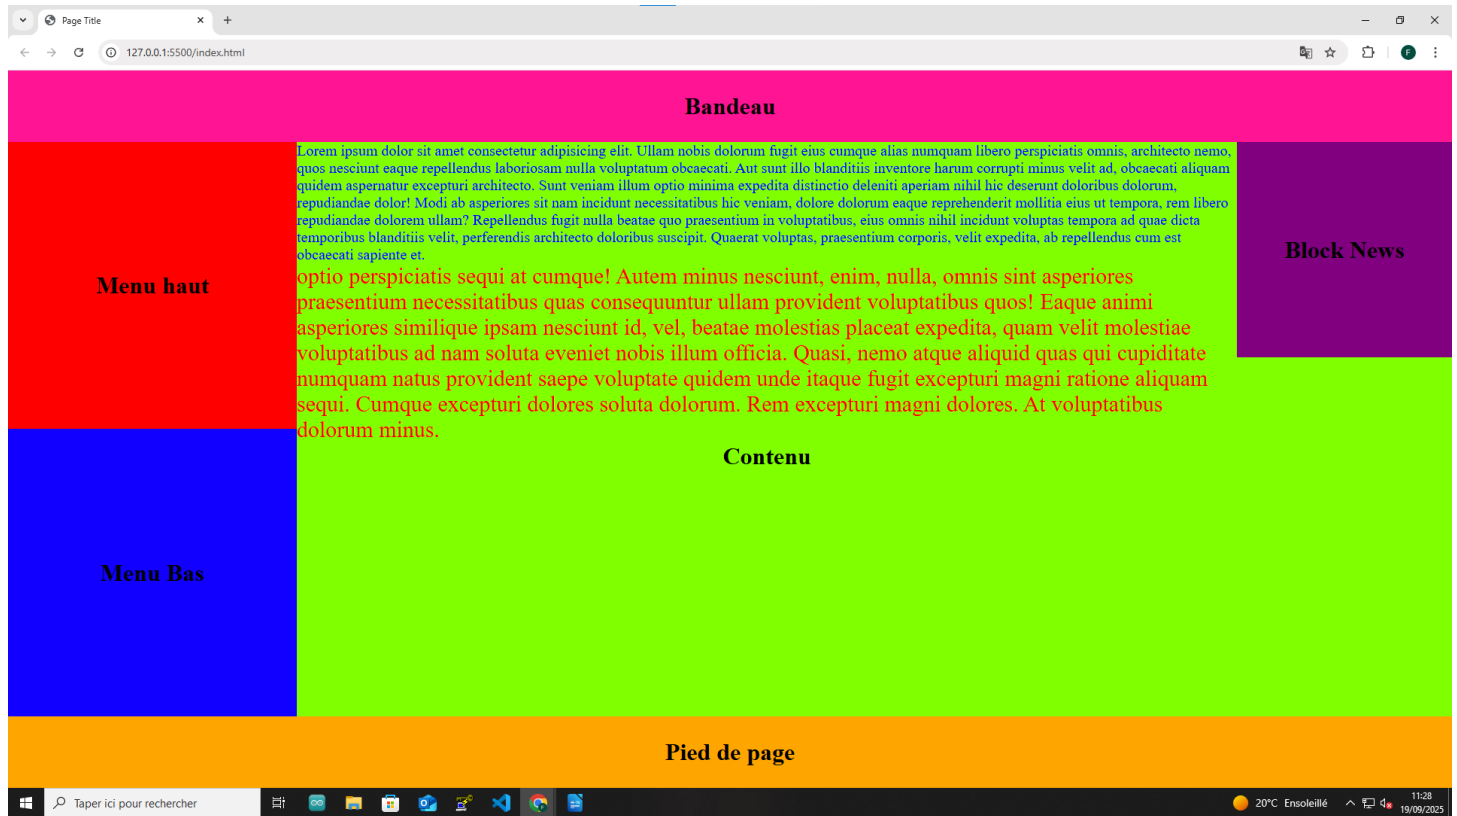 Page Title
127.0.0.1:5500/index.html
F
Bandeau
Menu haut
Menu Bas
Lorem ipsum dolor sit amet consectetur adipisicing elit. Ullam nobis dolorum fugit eius cumque alias numquam libero perspiciatis omnis, architecto nemo,
quos nesciunt eaque repellendus laboriosam nulla voluptatum obcaecati. Aut sunt illo blanditiis inventore harum corrupti minus velit ad, obcaecati aliquam
quidem aspernatur excepturi architecto. Sunt veniam illum optio minima expedita distinctio deleniti aperiam nihil hic deserunt doloribus dolorum,
repudiandae dolor! Modi ab asperiores sit nam incidunt necessitatibus hic veniam, dolore dolorum eaque reprehenderit mollitia eius ut tempora, rem libero
repudiandae dolorem ullam? Repellendus fugit nulla beatae quo praesentium in voluptatibus, eius omnis nihil incidunt voluptas tempora ad quae dicta
temporibus blanditiis velit, perferendis architecto doloribus suscipit. Quaerat voluptas, praesentium corporis, velit expedita, ab repellendus cum est
obcaecati sapiente et.
optio perspiciatis sequi at cumque! Autem minus nesciunt, enim, nulla, omnis sint asperiores
praesentium necessitatibus quas consequuntur ullam provident voluptatibus quos! Eaque animi
asperiores similique ipsam nesciunt id, vel, beatae molestias placeat expedita, quam velit molestiae
voluptatibus ad nam soluta eveniet nobis illum officia. Quasi, nemo atque aliquid quas qui cupiditate
numquam natus provident saepe voluptate quidem unde itaque fugit excepturi magni ratione aliquam
sequi. Cumque excepturi dolores soluta dolorum. Rem excepturi magni dolores. At voluptatibus
dolorum minus.
Contenu
Block News
Pied de page
Taper ici pour rechercher
20°C Ensoleillé
11:28
19/09/2025